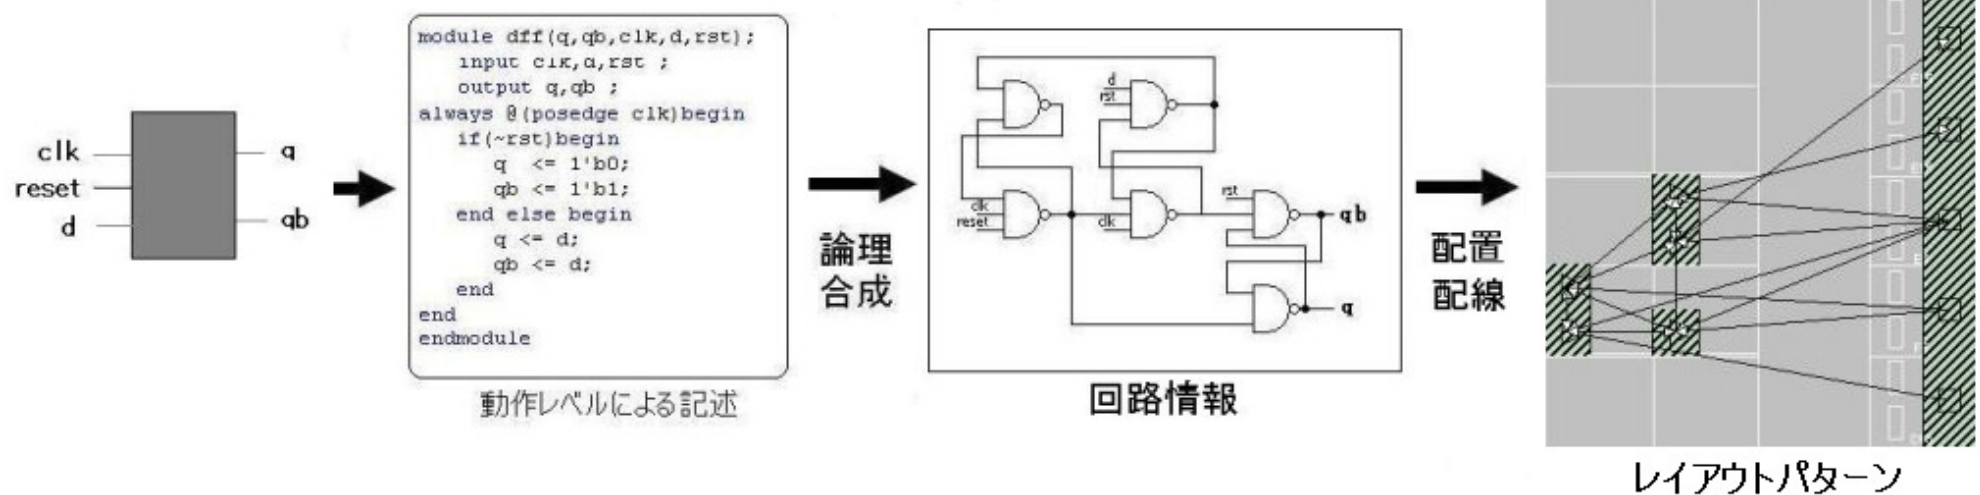 clk
reset
d
q
qb
module dff(q,qb,clk,d,rst);
input clk,d,rst ;
output q,qb ;
always @(posedge clk)begin
if(~rst)begin
q <= 1'b0;
qb <= 1'b1;
end else begin
q <= d;
qb <= d;
end
end
endmodule
動作レベルによる記述
論理
合成
d
rst
clk
reset
clk
rst
qb
q
回路情報
配置
配線
レイアウトパターン